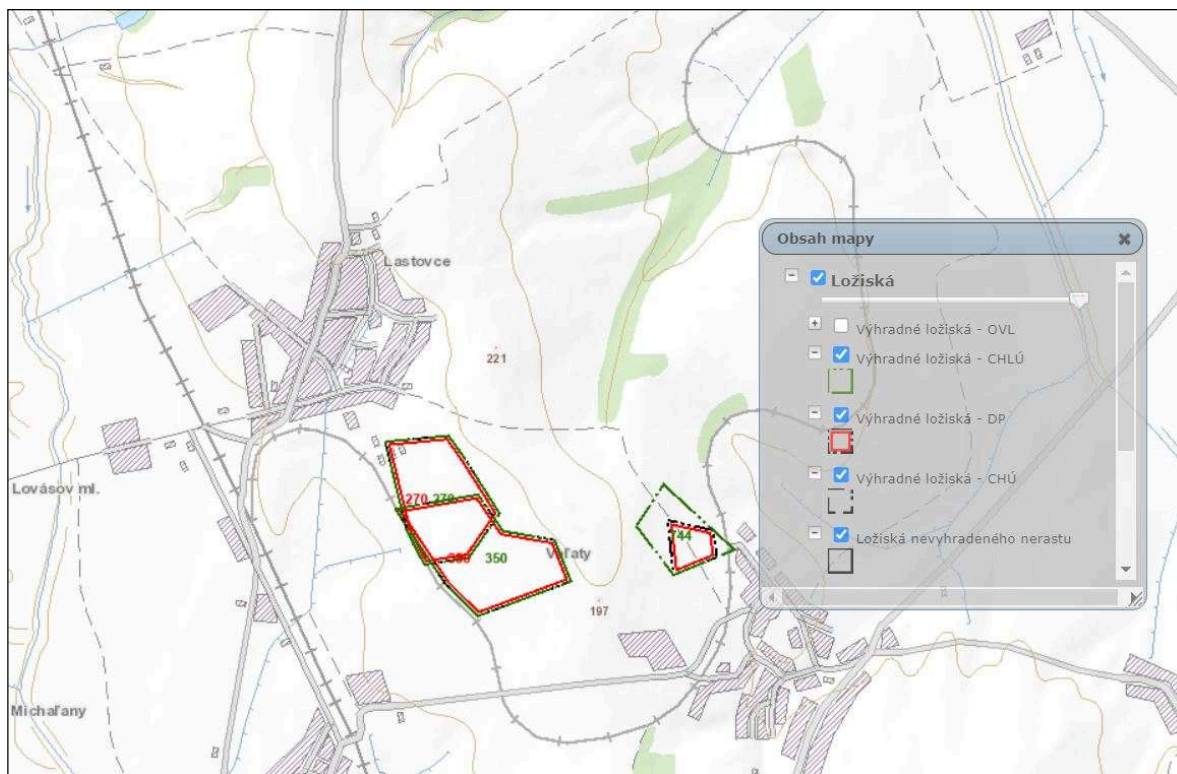 Lastovce
221
Lovásov ml.
270
350
Veľaty
744
197
Michaľany
Obsah mapy
Ložiská
Výhradné ložiská - OVL
Výhradné ložiská - CHLÚ
Výhradné ložiská - DP
Výhradné ložiská - CHÚ
Ložiská nevyhradeného nerastu